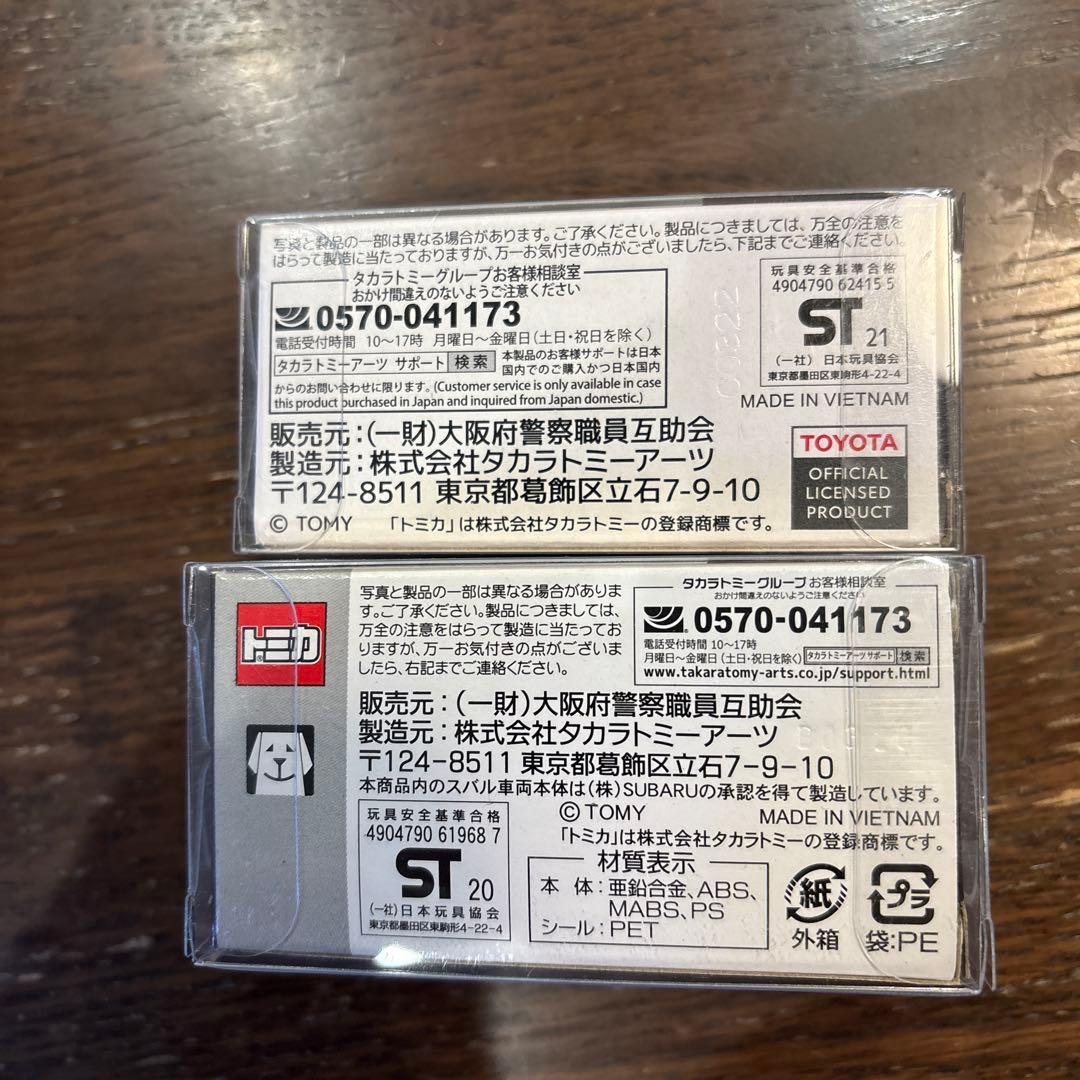 写真と製品の一部は異なる場合があります。ご了承ください。製品につきましては、万全の注意を
はらって製造に当たっておりますが、万一お気付きの点がございましたら、下記までご連絡ください。
タカラトミーグループお客様相談室
おかけ間違えのないようご注意ください
0570-041173
電話受付時間 10〜17時 月曜日〜金曜日(土日・祝日を除く)
タカラトミーアーツ サポート 検索
本製品のお客様サポートは日本
国内でのご購入かつ日本国内
からのお問い合わせに限ります。(Customer service is only available in case
this product purchased in Japan and inquired from Japan domestic.)
玩具安全基準合格
4904790 62415 5
ST 21
(一社) 日本玩具協会
東京都墨田区東駒形4-22-4
MADE IN VIETNAM
販売元:(一財)大阪府警察職員互助会
製造元:株式会社タカラトミーアーツ
〒124-8511 東京都葛飾区立石7-9-10
© TOMY 「トミカ」は株式会社タカラトミーの登録商標です。
TOYOTA
OFFICIAL
LICENSED
PRODUCT
トミカ
写真と製品の一部は異なる場合がありま
す。ご了承ください。製品につきましては、
万全の注意をはらって製造に当たってお
りますが、万一お気付きの点がございま
したら、右記までご連絡ください。
タカラトミーグループお客様相談室
おかけ間違いのないようご注意ください
0570-041173
電話受付時間 10〜17時
月曜日〜金曜日(土日・祝日を除く) タカラトミーアーツ サポート 検索
www.takaratomy-arts.co.jp/support.html
販売元:(一財)大阪府警察職員互助会
製造元:株式会社タカラトミーアーツ
〒124-8511 東京都葛飾区立石7-9-10
本商品内のスバル車両本体は(株)SUBARUの承認を得て製造しています。
© TOMY MADE IN VIETNAM
「トミカ」は株式会社タカラトミーの登録商標です。
玩具安全基準合格
4904790 61968 7
ST 20
(一社)日本玩具協会
東京都墨田区東駒形4-22-4
材質表示
本体:亜鉛合金、ABS、
MABS、PS
シール:PET
紙
外箱
プラ
袋:PE